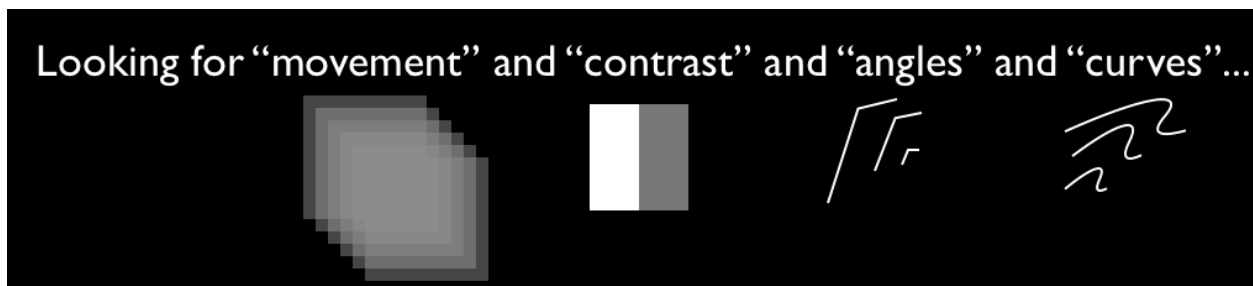 Looking for “movement” and “contrast” and “angles” and “curves”...